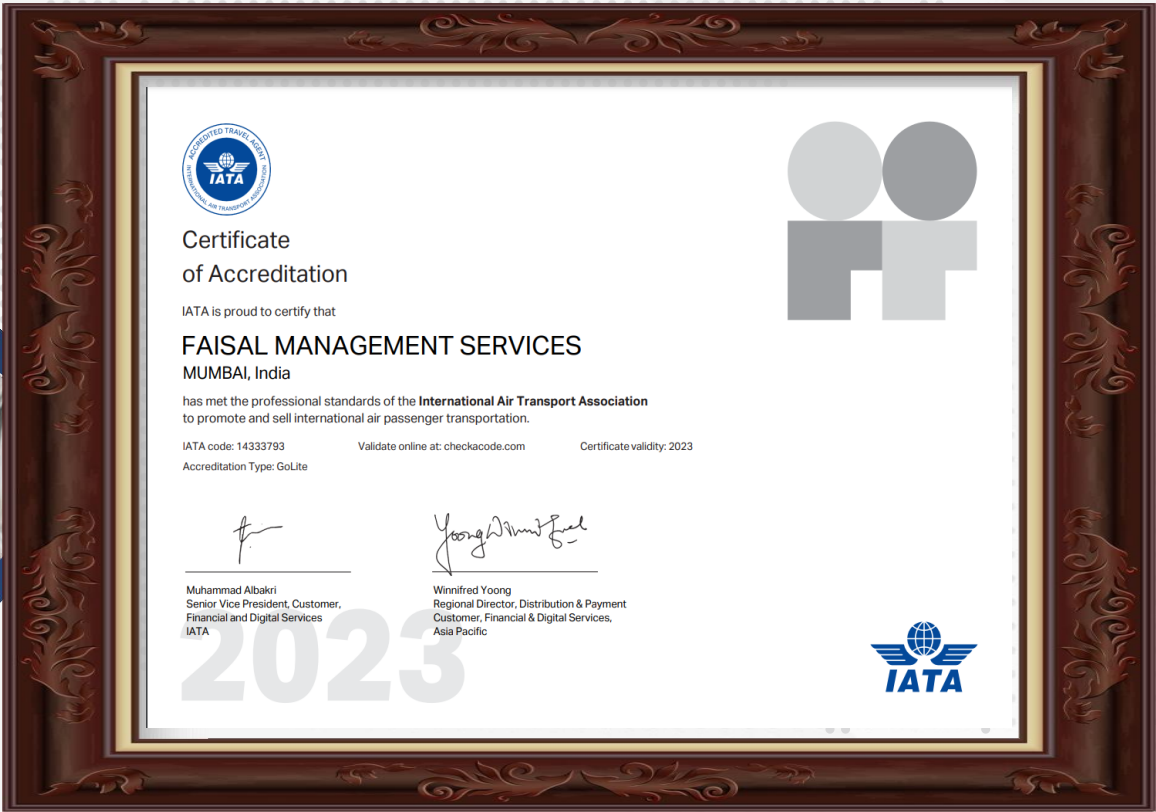 ACCREDITED TRAVEL AGENT
IATA
INTERNATIONAL AIR TRANSPORT ASSOCIATION
Certificate
of Accreditation
IATA is proud to certify that
FAISAL MANAGEMENT SERVICES
MUMBAI, India
has met the professional standards of the International Air Transport Association
to promote and sell international air passenger transportation.
IATA code: 14333793 Validate online at: checkacode.com Certificate validity: 2023
Accreditation Type: GoLite
Muhammad Albakri
Senior Vice President, Customer,
Financial and Digital Services
IATA
Winnifred Yoong
Regional Director, Distribution & Payment
Customer, Financial & Digital Services,
Asia Pacific
2023
IATA